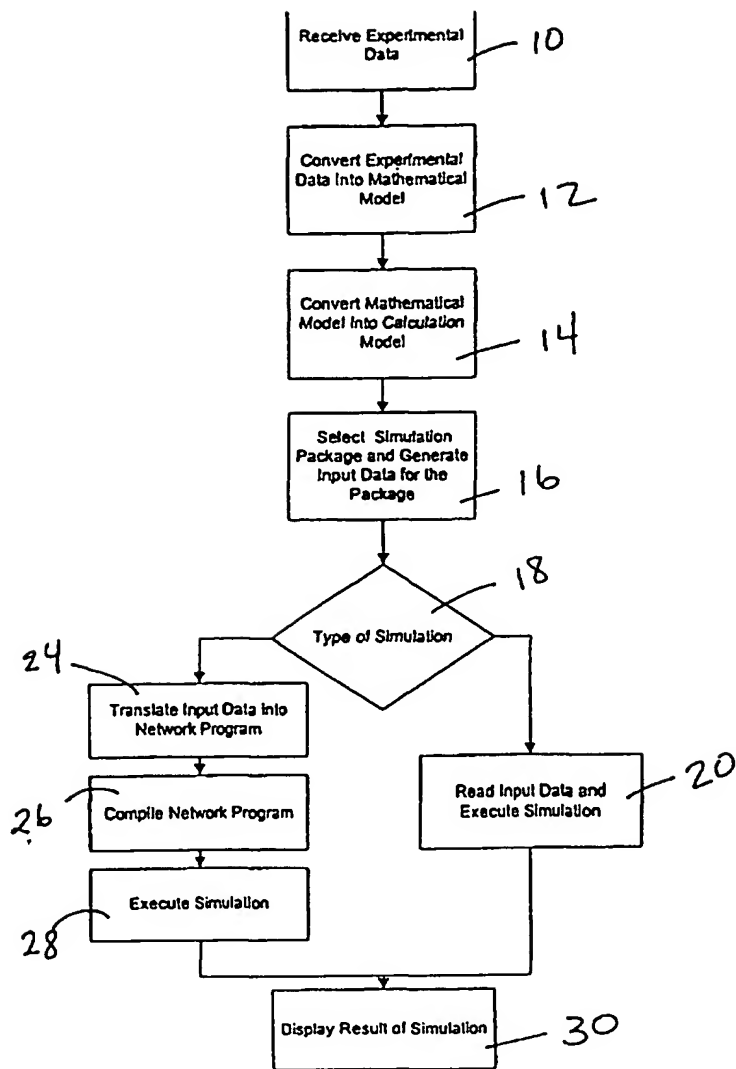 Receive Experimental
Data
10
Convert Experimental
Data Into Mathematical
Model
12
Convert Mathematical
Model Into Calculation
Model
14
Select Simulation
Package and Generate
Input Data for the
Package
16
18
Type of Simulation
24
Translate Input Data into
Network Program
20
Read Input Data and
Execute Simulation
26
Compile Network Program
28
Execute Simulation
Display Result of Simulation
30